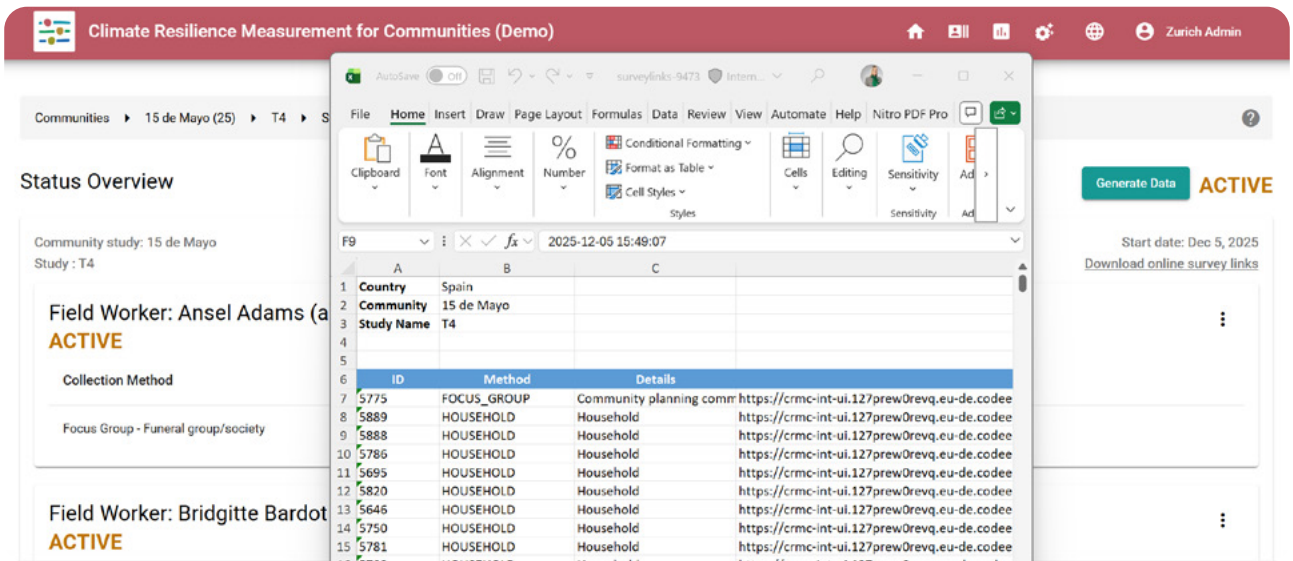 Climate Resilience Measurement for Communities (Demo)
Zurich Admin
AutoSave Off surveylinks-9473 Intern...
File Home Insert Draw Page Layout Formulas Data Review View Automate Help Nitro PDF Pro
Communities 15 de Mayo (25) T4 S
Clipboard Font Alignment Number
Conditional Formatting
Format as Table
Cell Styles
Styles
Cells Editing Sensitivity Ad
Sensitivity Ad
Status Overview
Generate Data ACTIVE
F9 fx 2025-12-05 15:49:07
Community study: 15 de Mayo
Study : T4
Start date: Dec 5, 2025
Download online survey links
A B C
1 Country Spain
2 Community 15 de Mayo
3 Study Name T4
4
5
6 ID Method Details
7 5775 FOCUS_GROUP Community planning comm https://crmc-int-ui.127prew0revq.eu-de.codee
8 5889 HOUSEHOLD Household https://crmc-int-ui.127prew0revq.eu-de.codee
9 5888 HOUSEHOLD Household https://crmc-int-ui.127prew0revq.eu-de.codee
10 5786 HOUSEHOLD Household https://crmc-int-ui.127prew0revq.eu-de.codee
11 5695 HOUSEHOLD Household https://crmc-int-ui.127prew0revq.eu-de.codee
12 5820 HOUSEHOLD Household https://crmc-int-ui.127prew0revq.eu-de.codee
13 5646 HOUSEHOLD Household https://crmc-int-ui.127prew0revq.eu-de.codee
14 5750 HOUSEHOLD Household https://crmc-int-ui.127prew0revq.eu-de.codee
15 5781 HOUSEHOLD Household https://crmc-int-ui.127prew0revq.eu-de.codee
Field Worker: Ansel Adams (a
ACTIVE
Collection Method
Focus Group - Funeral group/society
Field Worker: Bridgitte Bardot
ACTIVE